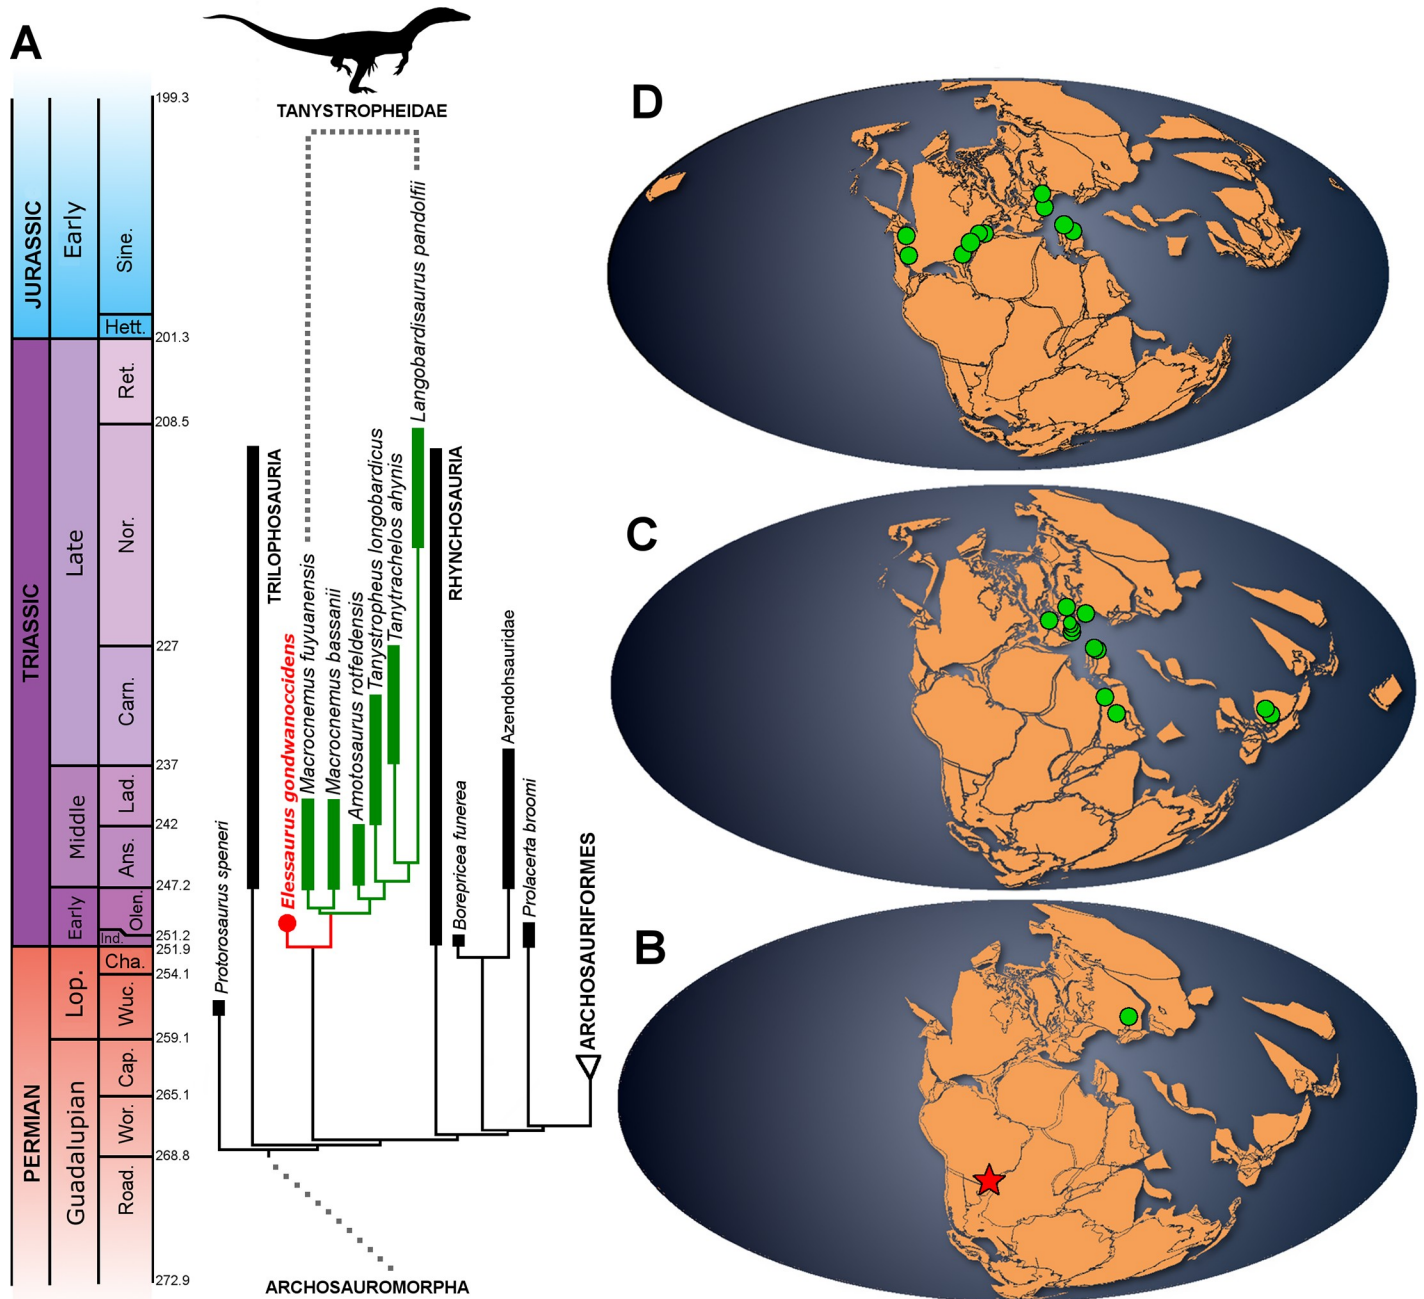 A
TANYSTROPHEIDAE
JURASSIC
Early
Sine.
Hett.
TRIASSIC
Late
Middle
Early
Ret.
Nor.
Carn.
Lad.
Ans.
Olen.
Ind.
PERMIAN
Lop.
Guadalupian
Cha.
Wuc.
Cap.
Wor.
Road.
199.3
201.3
208.5
227
237
242
247.2
251.2
251.9
254.1
259.1
265.1
268.8
272.9
Protorosaurus speneri
TRILOPHOSAURIA
Elessaurus gondwanoccidens
Macrocnemus fuyuanensis
Macrocnemus bassanii
Amotosaurus rotfeldensis
Tanystropheus longobardicus
Tanytrachelos ahynis
Langobardisaurus pandolfii
RHYNCHOSAURIA
Boreopricea funerea
Azendohsauridae
Prolacerta broomi
ARCHOSAURIFORMES
ARCHOSAUROMORPHA
D
C
B